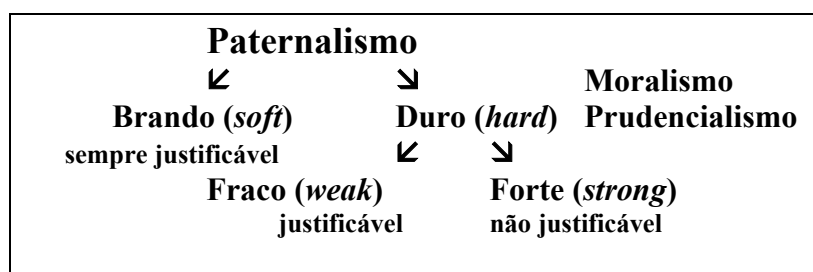 Paternalismo
↙ ↘ Moralismo
Brando (soft) Duro (hard) Prudencialismo
sempre justificável ↙ ↘
Fraco (weak) Forte (strong)
justificável não justificável